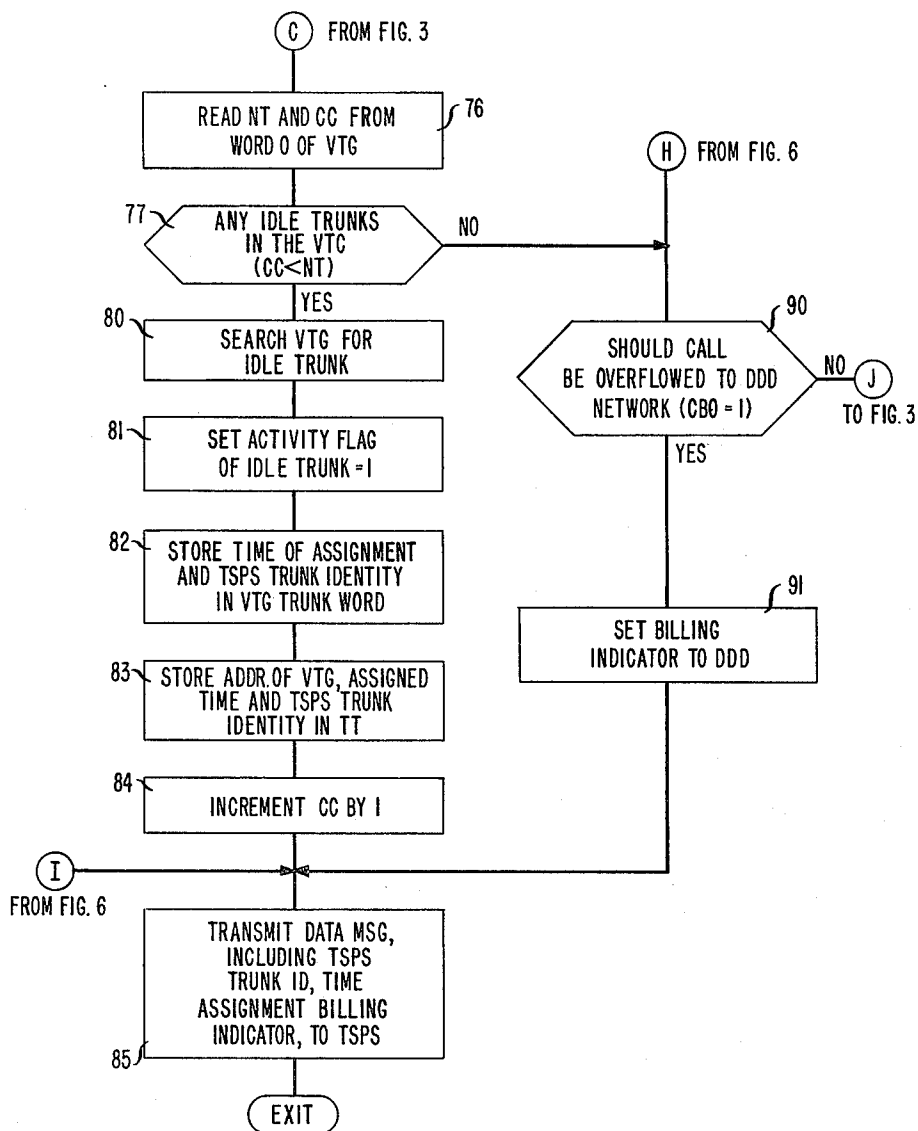 C FROM FIG. 3
READ NT AND CC FROM
WORD 0 OF VTG
76
77
ANY IDLE TRUNKS
IN THE VTC
(CC<NT)
NO
YES
80
SEARCH VTG FOR
IDLE TRUNK
81
SET ACTIVITY FLAG
OF IDLE TRUNK = 1
82
STORE TIME OF ASSIGNMENT
AND TSPS TRUNK IDENTITY
IN VTG TRUNK WORD
83
STORE ADDR. OF VTG, ASSIGNED
TIME AND TSPS TRUNK
IDENTITY IN TT
84
INCREMENT CC BY 1
I
FROM FIG. 6
TRANSMIT DATA MSG,
INCLUDING TSPS
TRUNK ID, TIME
ASSIGNMENT BILLING
INDICATOR, TO TSPS
85
EXIT
H FROM FIG. 6
90
SHOULD CALL
BE OVERFLOWED TO DDD
NETWORK (CBO = 1)
NO
J
TO FIG. 3
YES
91
SET BILLING
INDICATOR TO DDD